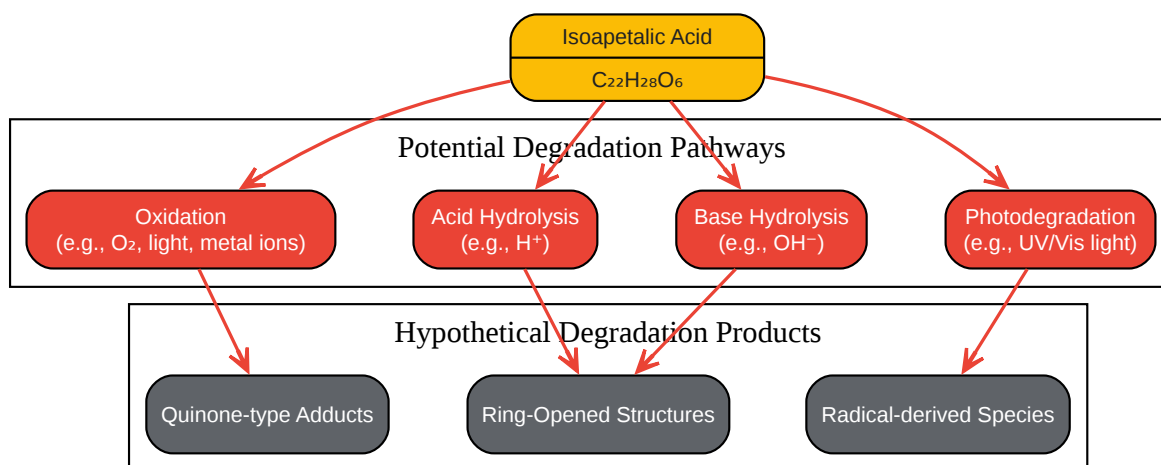 Isoapetalic Acid
C₂₂H₂₈O₆
Potential Degradation Pathways
Oxidation
(e.g., O₂, light, metal ions)
Acid Hydrolysis
(e.g., H⁺)
Base Hydrolysis
(e.g., OH⁻)
Photodegradation
(e.g., UV/Vis light)
Hypothetical Degradation Products
Quinone-type Adducts
Ring-Opened Structures
Radical-derived Species